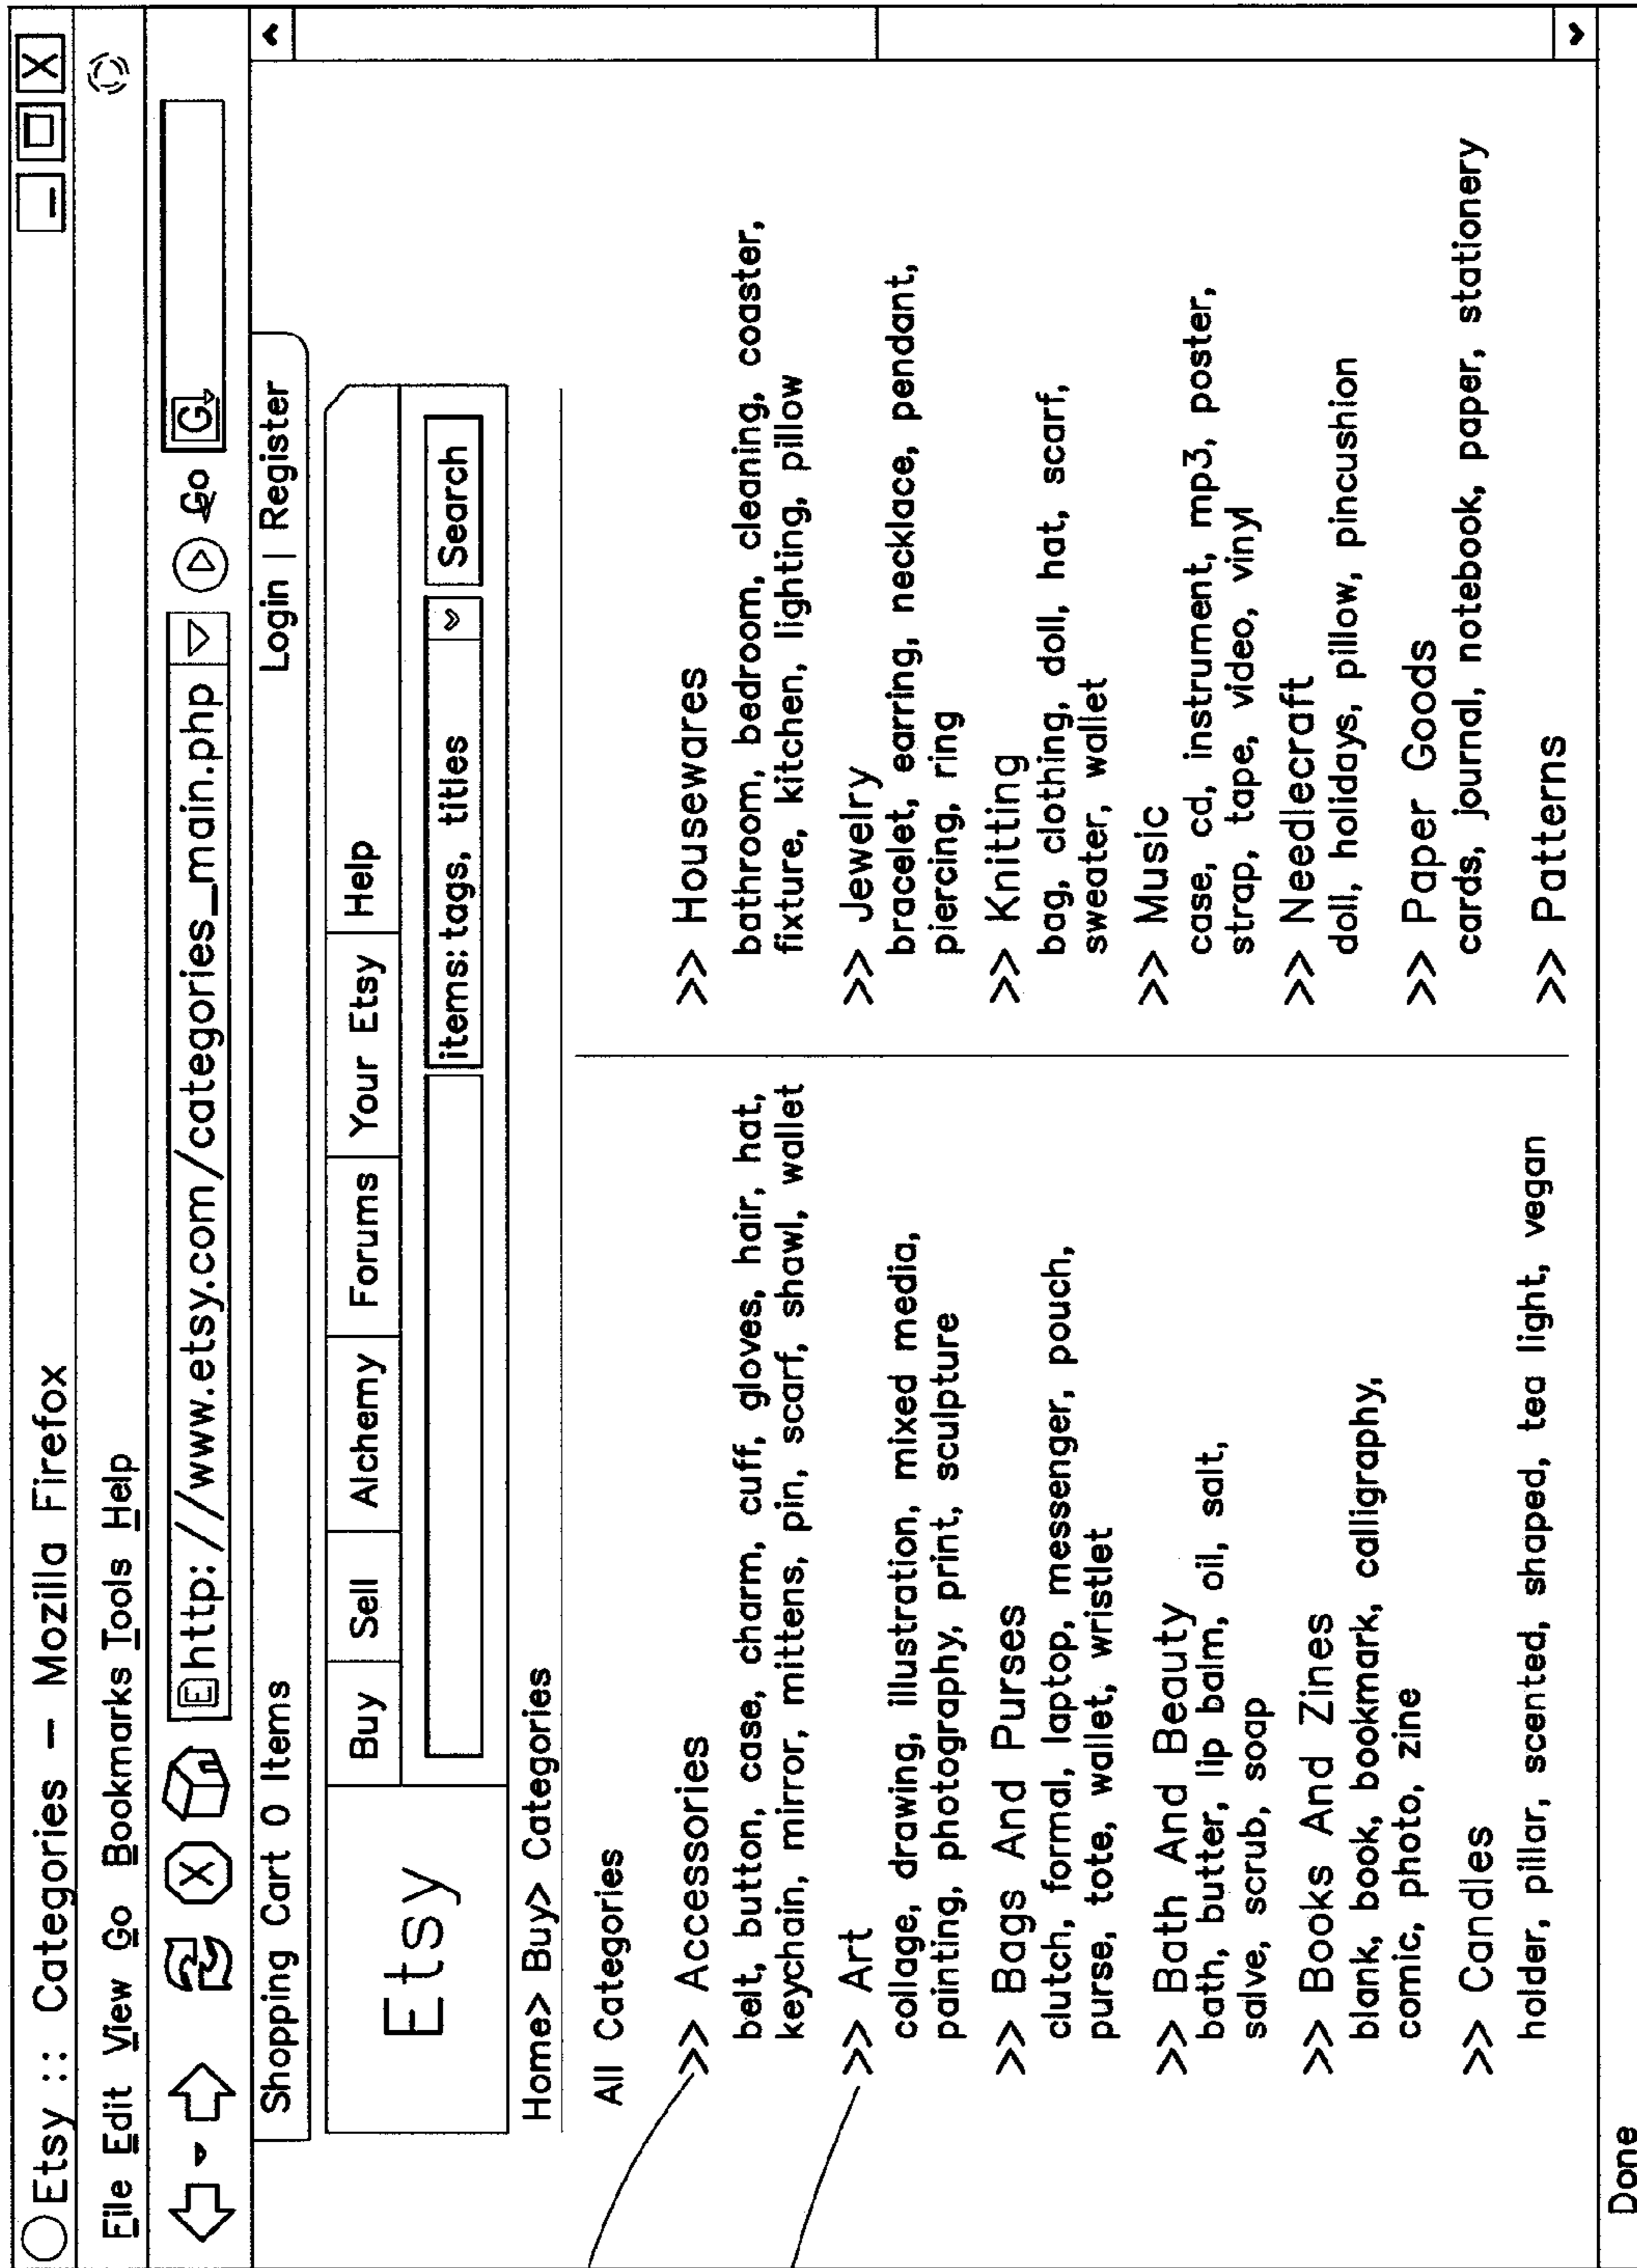 Etsy :: Categories — Mozilla Firefox
File Edit View Go Bookmarks Tools Help
http://www.etsy.com/categories_main.php Go G
Shopping Cart 0 Items Login | Register
Etsy
Buy Sell Alchemy Forums Your Etsy Help
items:tags, titles Search
Home> Buy> Categories
All Categories
>> Accessories
belt, button, case, charm, cuff, gloves, hair, hat,
keychain, mirror, mittens, pin, scarf, shawl, wallet
>> Art
collage, drawing, illustration, mixed media,
painting, photography, print, sculpture
>> Bags And Purses
clutch, formal, laptop, messenger, pouch,
purse, tote, wallet, wristlet
>> Bath And Beauty
bath, butter, lip balm, oil, salt,
salve, scrub, soap
>> Books And Zines
blank, book, bookmark, calligraphy,
comic, photo, zine
>> Candles
holder, pillar, scented, shaped, tea light, vegan
>> Housewares
bathroom, bedroom, cleaning, coaster,
fixture, kitchen, lighting, pillow
>> Jewelry
bracelet, earring, necklace, pendant,
piercing, ring
>> Knitting
bag, clothing, doll, hat, scarf,
sweater, wallet
>> Music
case, cd, instrument, mp3, poster,
strap, tape, video, vinyl
>> Needlecraft
doll, holidays, pillow, pincushion
>> Paper Goods
cards, journal, notebook, paper, stationery
>> Patterns
Done